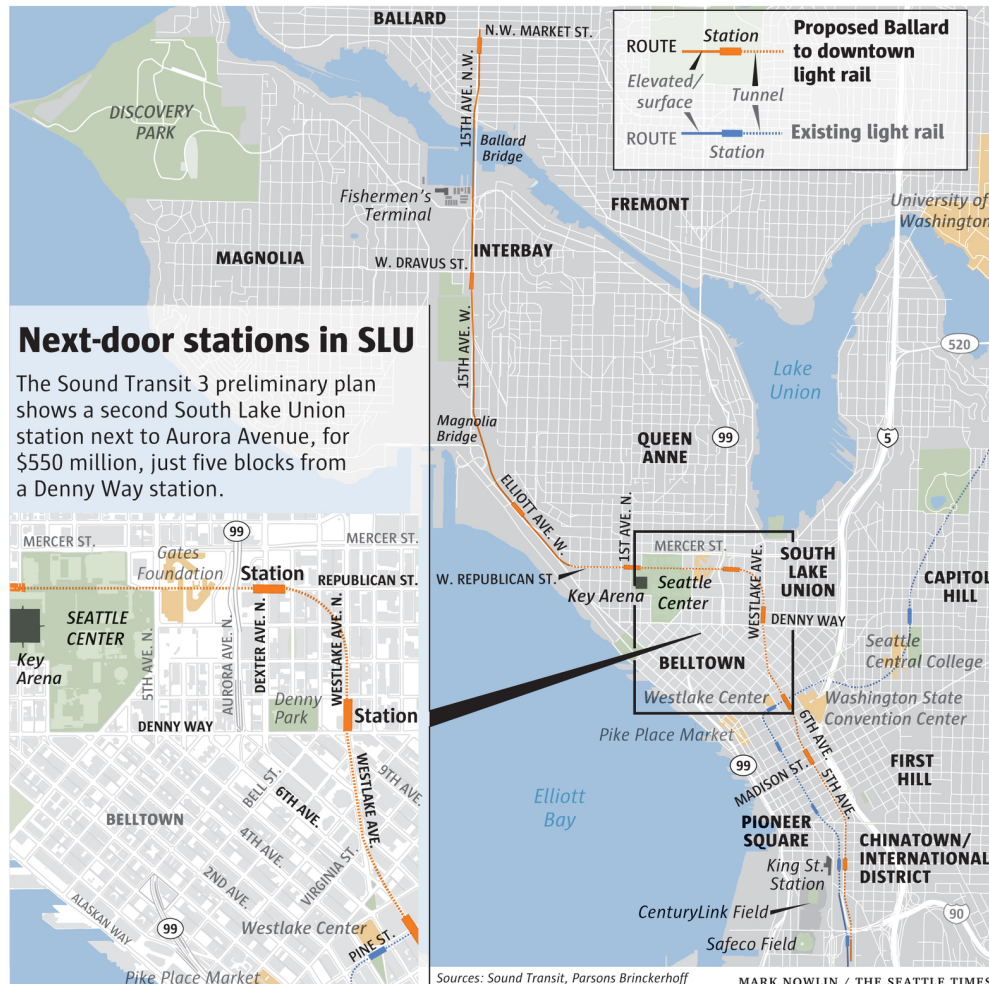 BALLARD
N.W. MARKET ST.
15TH AVE. N.W.
DISCOVERY
PARK
Ballard
Bridge
Fishermen's
Terminal
FREMONT
University of
Washington
MAGNOLIA
W. DRAVUS ST.
INTERBAY
ROUTE
Station
Elevated/
surface
Tunnel
Proposed Ballard
to downtown
light rail
ROUTE
Station
Existing light rail
Next-door stations in SLU
The Sound Transit 3 preliminary plan
shows a second South Lake Union
station next to Aurora Avenue, for
$550 million, just five blocks from
a Denny Way station.
15TH AVE. W.
Magnolia
Bridge
520
Lake
Union
QUEEN
ANNE
99
5
ELLIOTT AVE. W.
1ST AVE. N.
MERCER ST.
W. REPUBLICAN ST.
Key Arena
Seattle
Center
WESTLAKE AVE.
SOUTH
LAKE
UNION
DENNY WAY
CAPITOL
HILL
BELLTOWN
Seattle
Central College
Westlake Center
Washington State
Convention Center
Pike Place Market
99
6TH AVE.
MADISON ST.
5TH AVE.
FIRST
HILL
Elliott
Bay
PIONEER
SQUARE
CHINATOWN/
INTERNATIONAL
DISTRICT
King St.
Station
CenturyLink Field
90
Safeco Field
MERCER ST.
99
MERCER ST.
Gates
Foundation
Station
REPUBLICAN ST.
SEATTLE
CENTER
Key
Arena
5TH AVE. N.
AURORA AVE. N.
DEXTER AVE. N.
WESTLAKE AVE. N.
Denny
Park
Station
DENNY WAY
BELL ST.
6TH AVE.
WESTLAKE AVE.
9TH AVE.
BELLTOWN
4TH AVE.
2ND AVE.
VIRGINIA ST.
ALASKAN WAY
99
Westlake Center
PINE ST.
Pike Place Market
Sources: Sound Transit, Parsons Brinckerhoff
MARK NOWLIN / THE SEATTLE TIMES